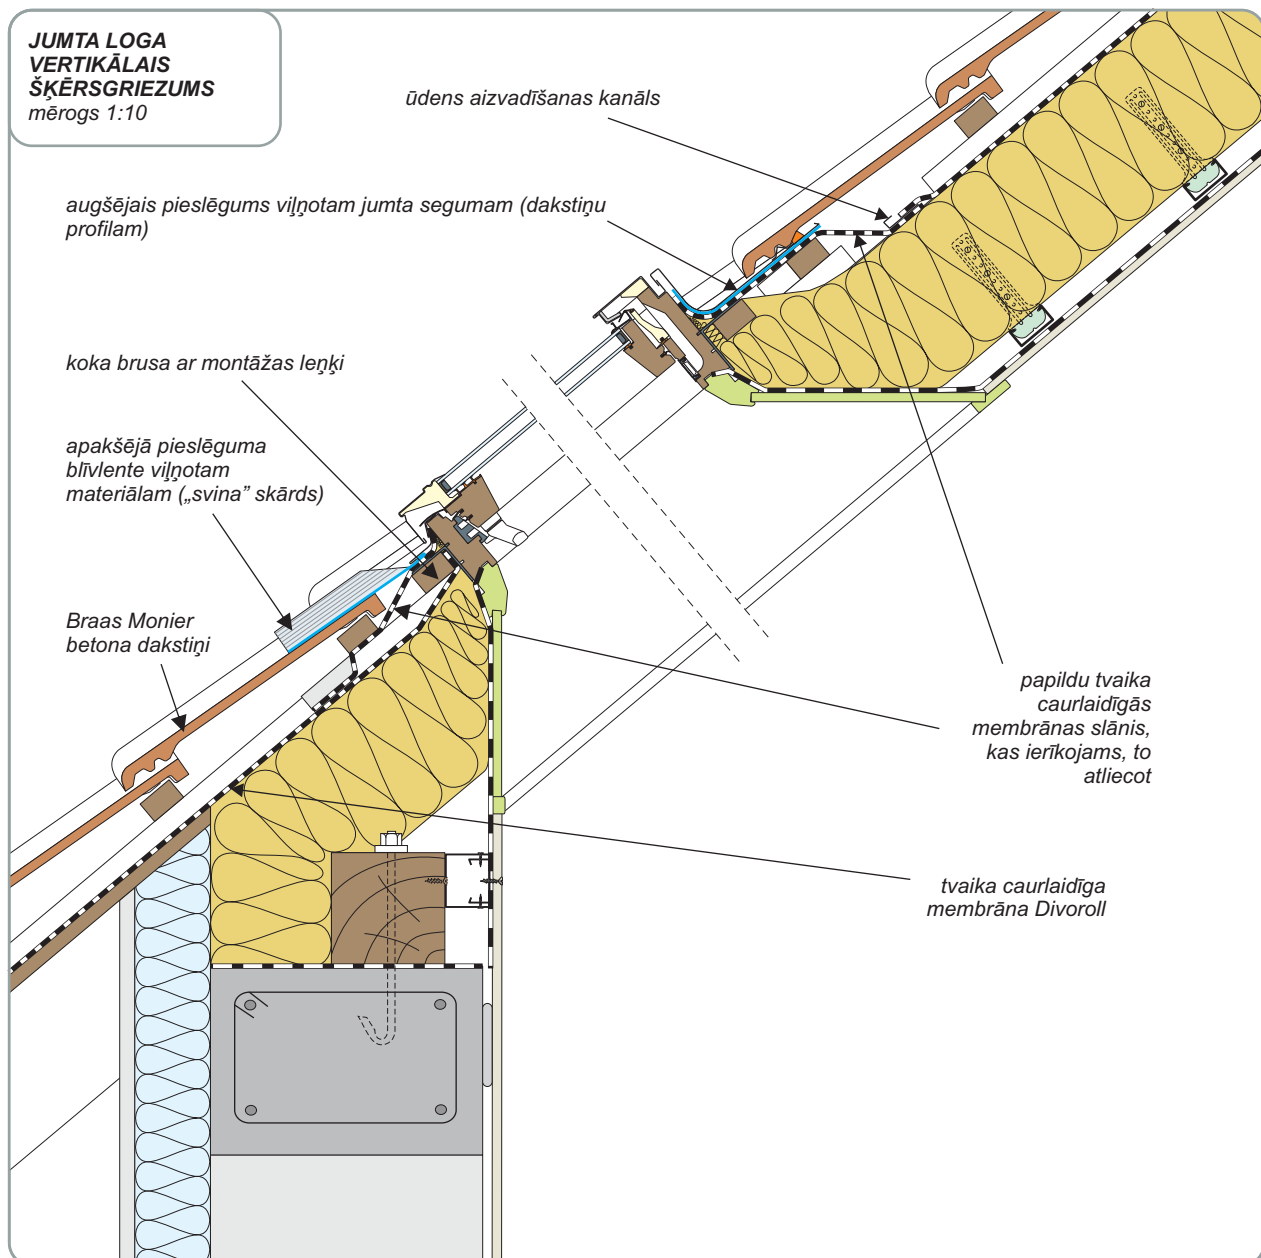 JUMTA LOGA
VERTIKĀLAIS
ŠĶĒRSGRIEZUMS
mērogs 1:10
ūdens aizvadīšanas kanāls
augšējais pieslēgums viļņotam jumta segumam (dakstiņu
profilam)
koka brusa ar montāžas leņķi
apakšējā pieslēguma
blīvlente viļņotam
materiālam („svina” skārds)
Braas Monier
betona dakstiņi
papildu tvaika
caurlaidīgās
membrānas slānis,
kas ierīkojams, to
atliecot
tvaika caurlaidīga
membrāna Divoroll